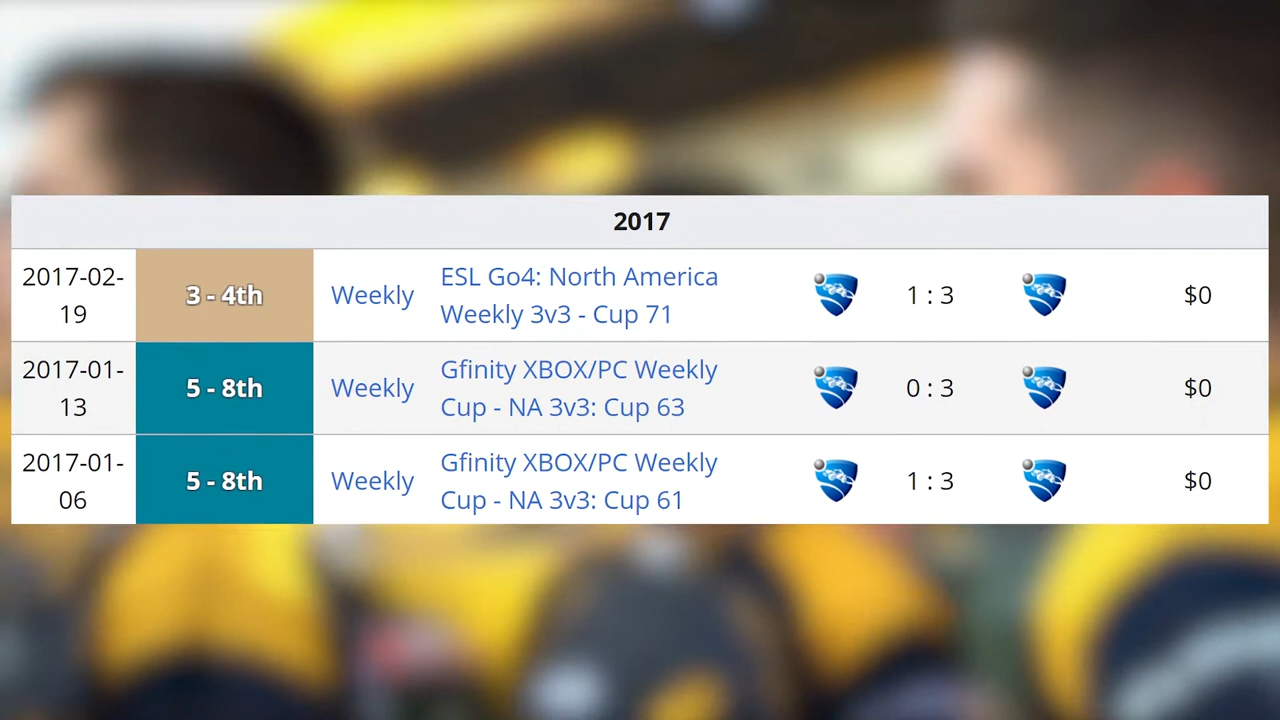 2017
2017-02-
19
3 - 4th
Weekly
ESL Go4: North America
Weekly 3v3 - Cup 71
1 : 3
$0
2017-01-
13
5 - 8th
Weekly
Gfinity XBOX/PC Weekly
Cup - NA 3v3: Cup 63
0 : 3
$0
2017-01-
06
5 - 8th
Weekly
Gfinity XBOX/PC Weekly
Cup - NA 3v3: Cup 61
1 : 3
$0